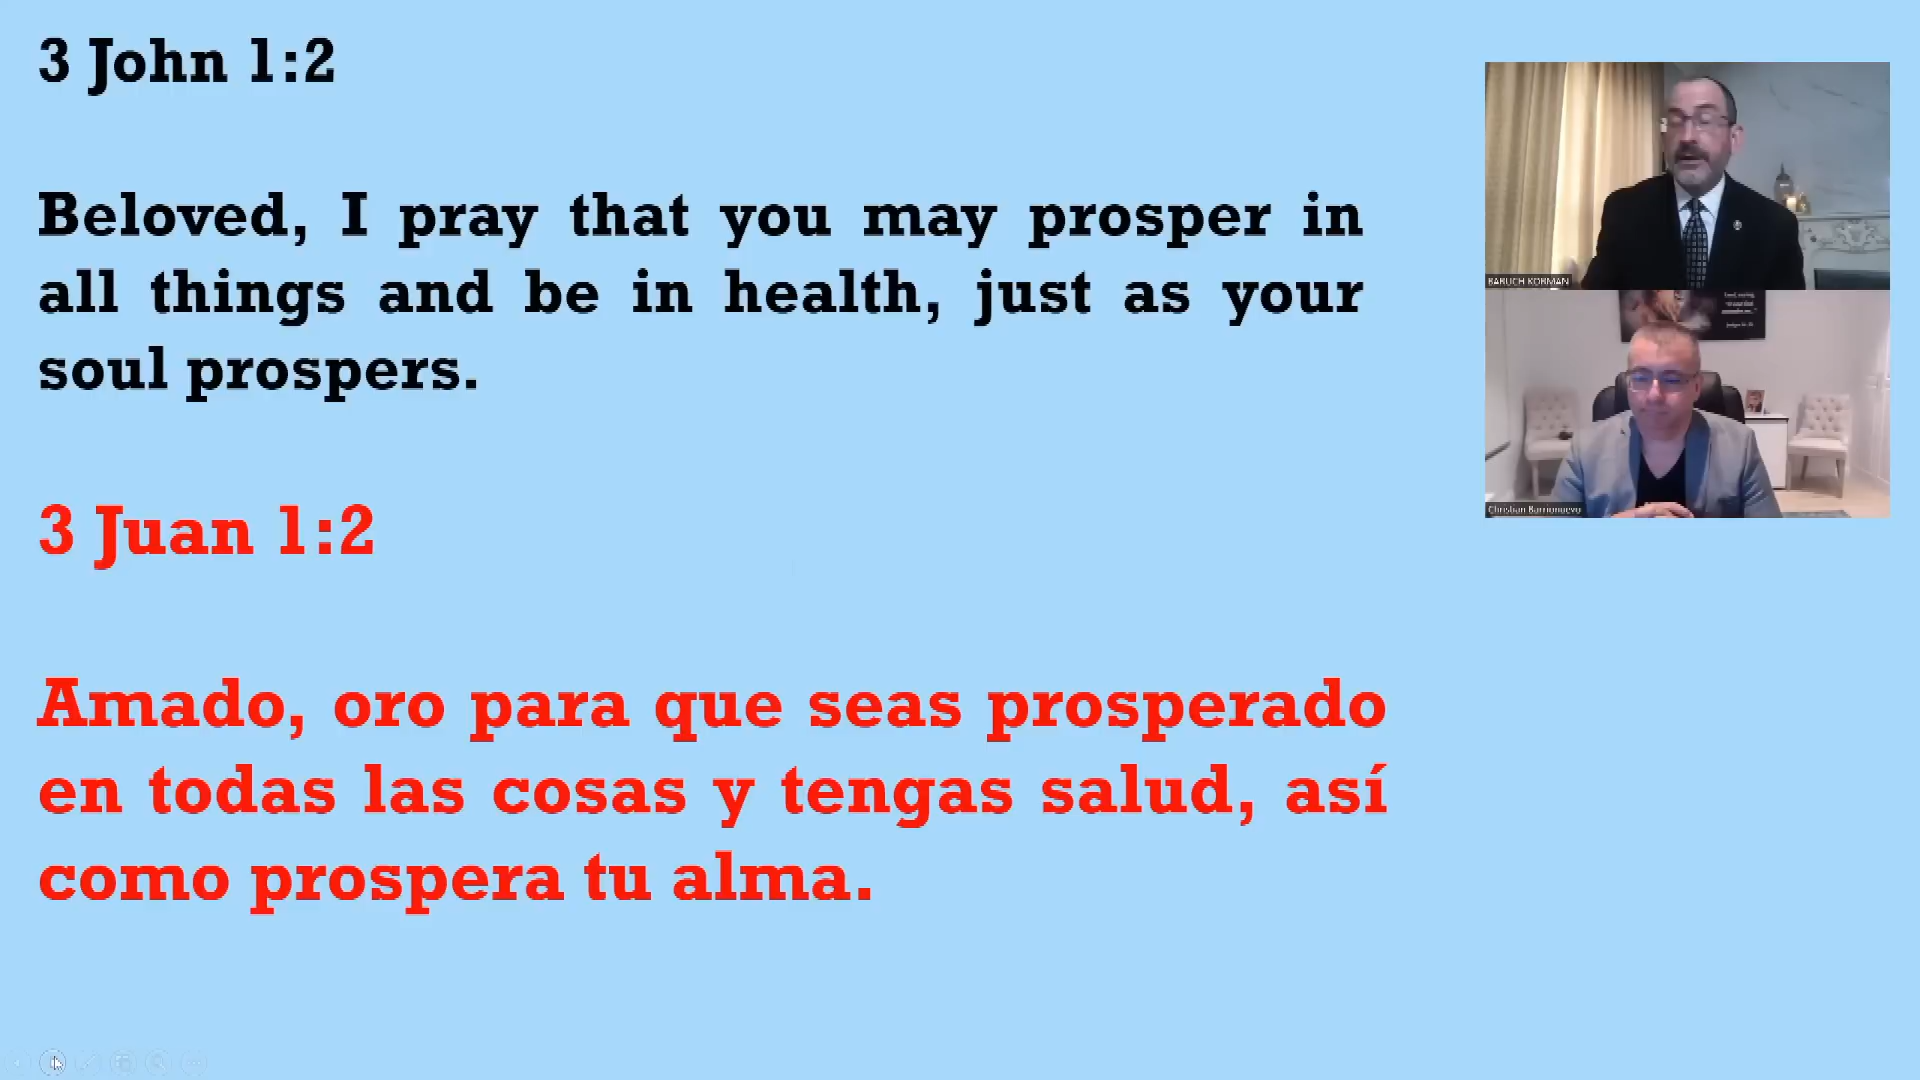 3 John 1:2
Beloved, I pray that you may prosper in
all things and be in health, just as your
soul prospers.
3 Juan 1:2
Amado, oro para que seas prosperado
en todas las cosas y tengas salud, así
como prospera tu alma.
BARUCH KORMAN
Christian Barrionuevo